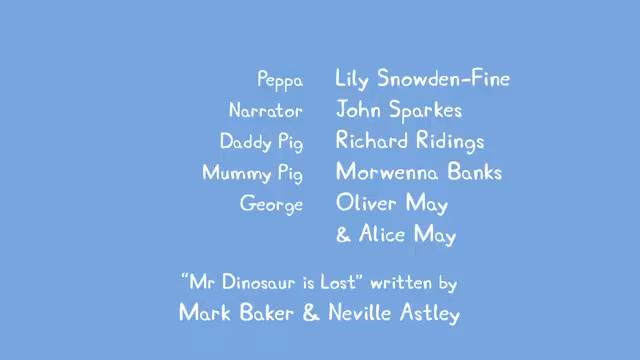 Peppa Lily Snowden-Fine
Narrator John Sparkes
Daddy Pig Richard Ridings
Mummy Pig Morwenna Banks
George Oliver May
& Alice May
“Mr Dinosaur is Lost” written by
Mark Baker & Neville Astley